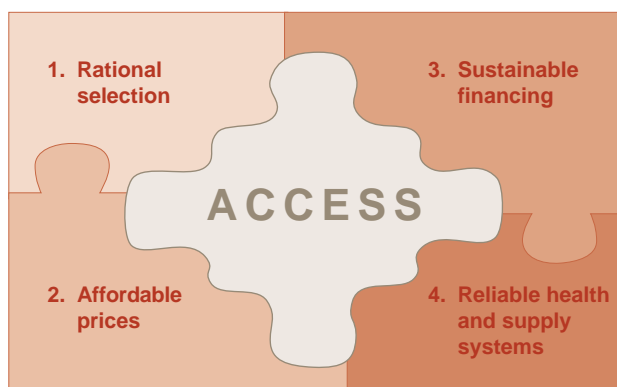 1. Rational
selection
3. Sustainable
financing
ACCESS
2. Affordable
prices
4. Reliable health
and supply
systems